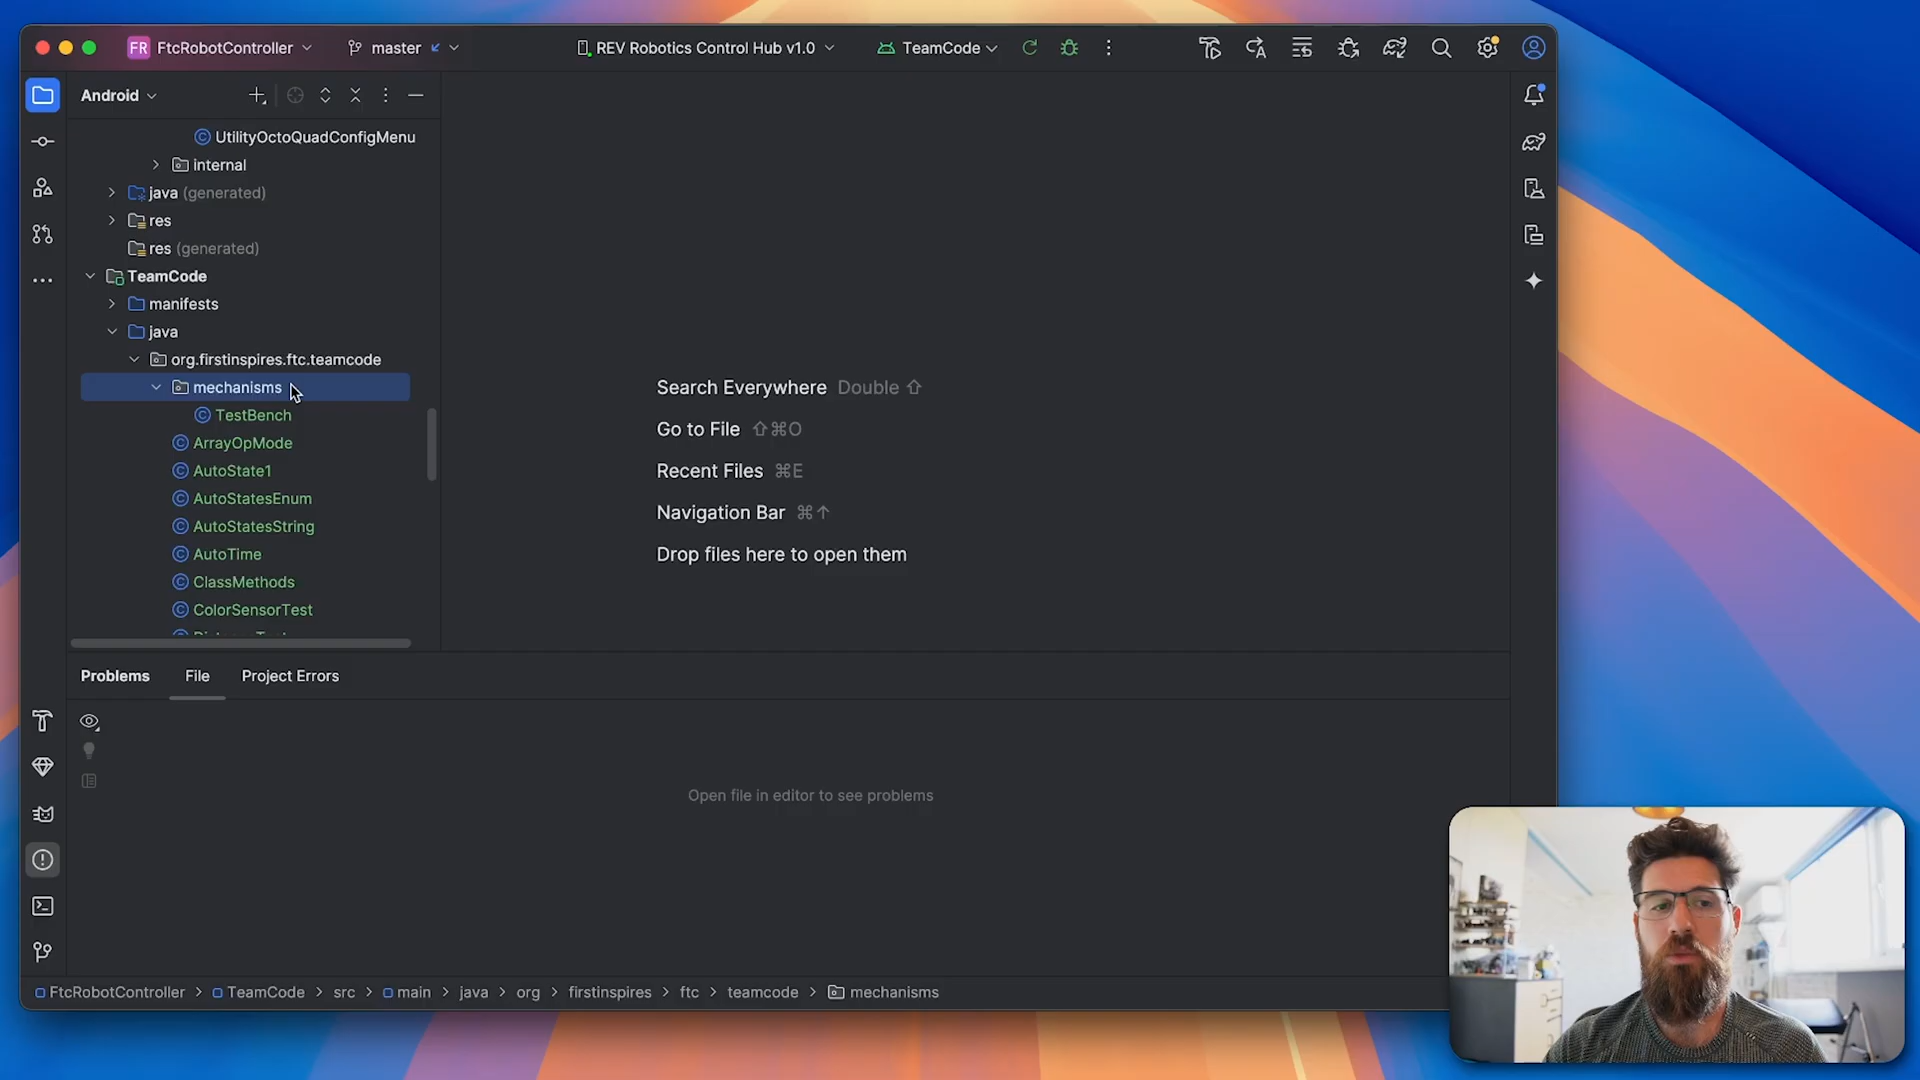 FR FtcRobotController master REV Robotics Control Hub v1.0 TeamCode
Android
UtilityOctoQuadConfigMenu
internal
java (generated)
res
res (generated)
TeamCode
manifests
java
org.firstinspires.ftc.teamcode
mechanisms
TestBench
ArrayOpMode
AutoState1
AutoStatesEnum
AutoStatesString
AutoTime
ClassMethods
ColorSensorTest
Search Everywhere Double ⇧
Go to File ⇧⌘O
Recent Files ⌘E
Navigation Bar ⌘↑
Drop files here to open them
Problems File Project Errors
Open file in editor to see problems
FtcRobotController > TeamCode > src > main > java > org > firstinspires > ftc > teamcode > mechanisms